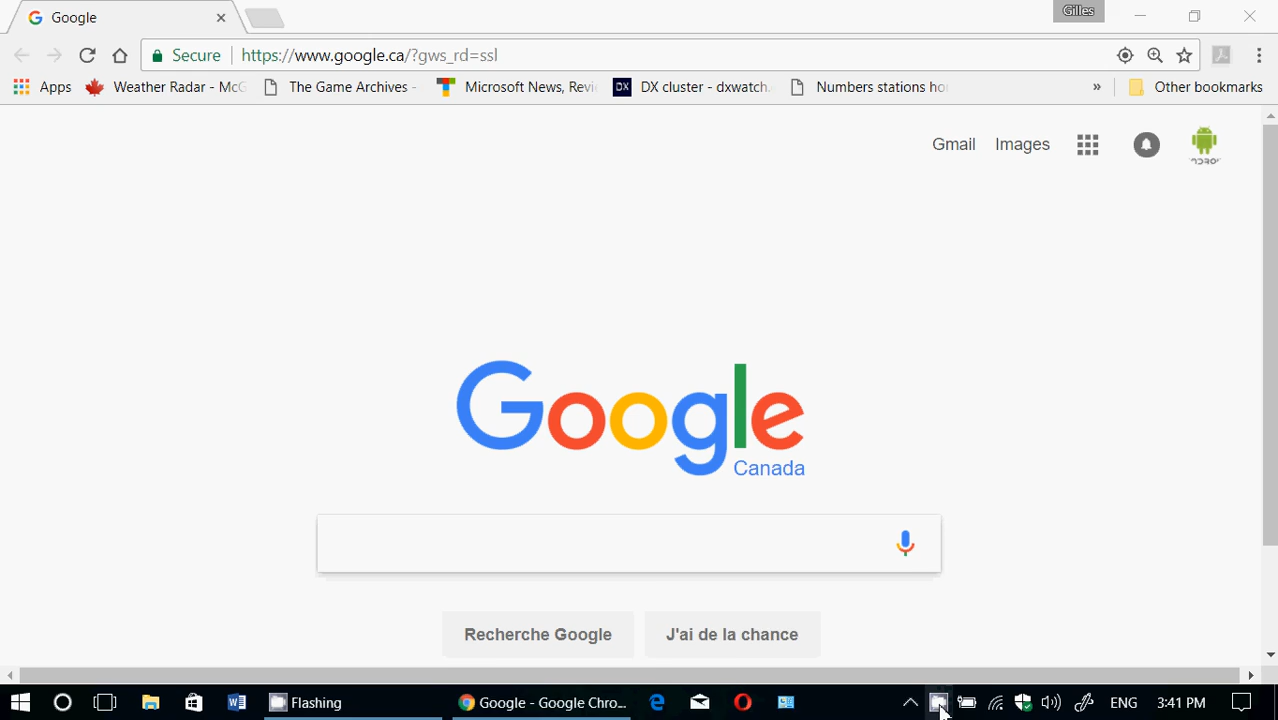 Google
Gilles
Secure
https://www.google.ca/?gws_rd=ssl
Apps
Weather Radar - McG
The Game Archives -
Microsoft News, Revi
DX
DX cluster - dxwatch.
Numbers stations ho
»
Other bookmarks
Gmail
Images
Google
Canada
Recherche Google
J'ai de la chance
Flashing
Google - Google Chro...
ENG
3:41 PM